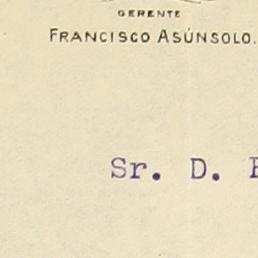 GERENTE
FRANCISCO ASÚNSOLO.
Sr. D.